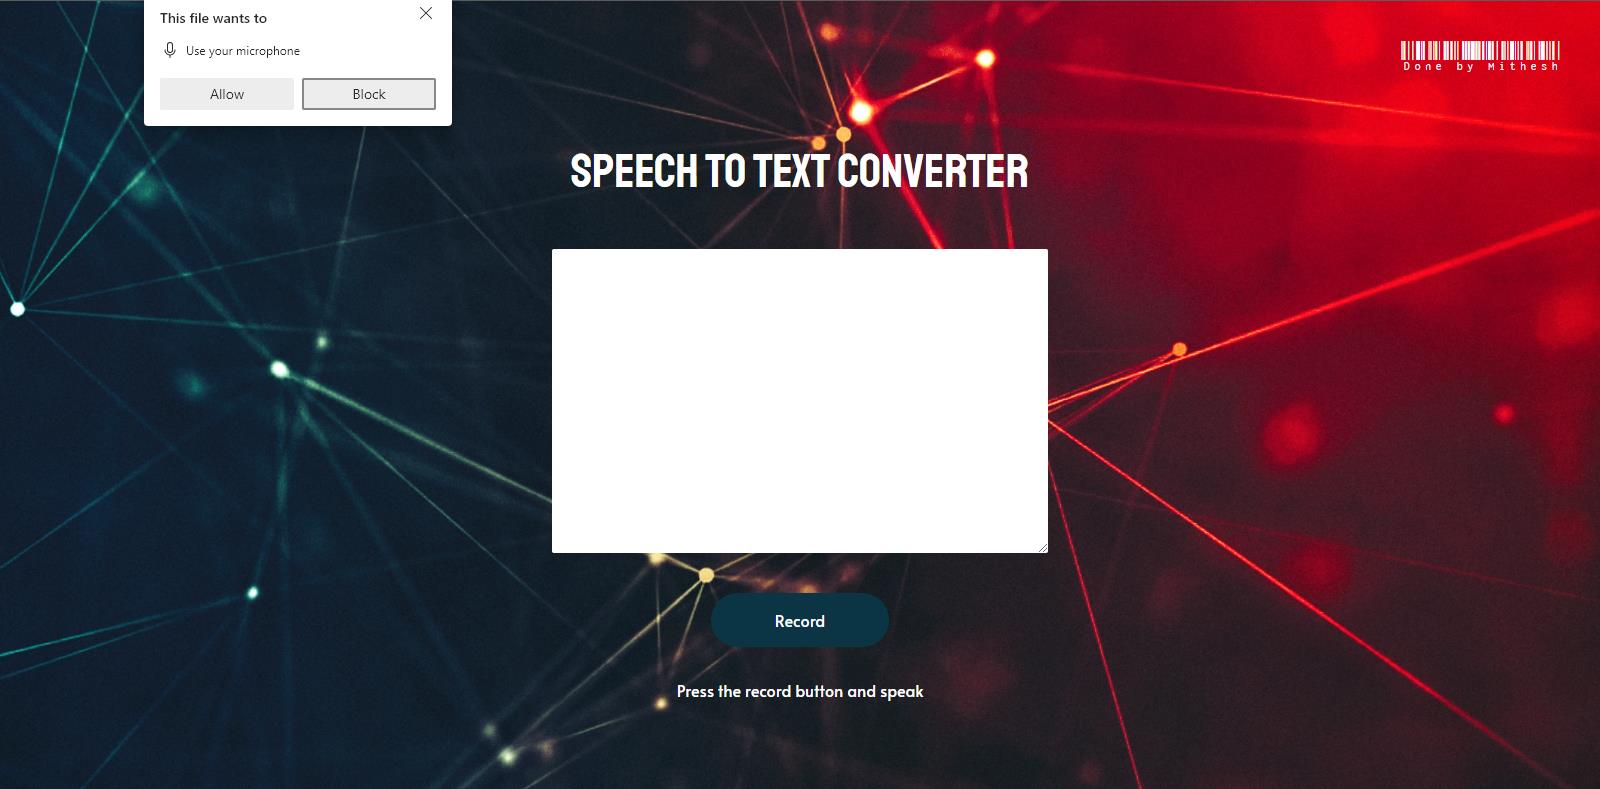 This file wants to
Use your microphone
Allow Block
Done by Mithesh
SPEECH TO TEXT CONVERTER
Record
Press the record button and speak